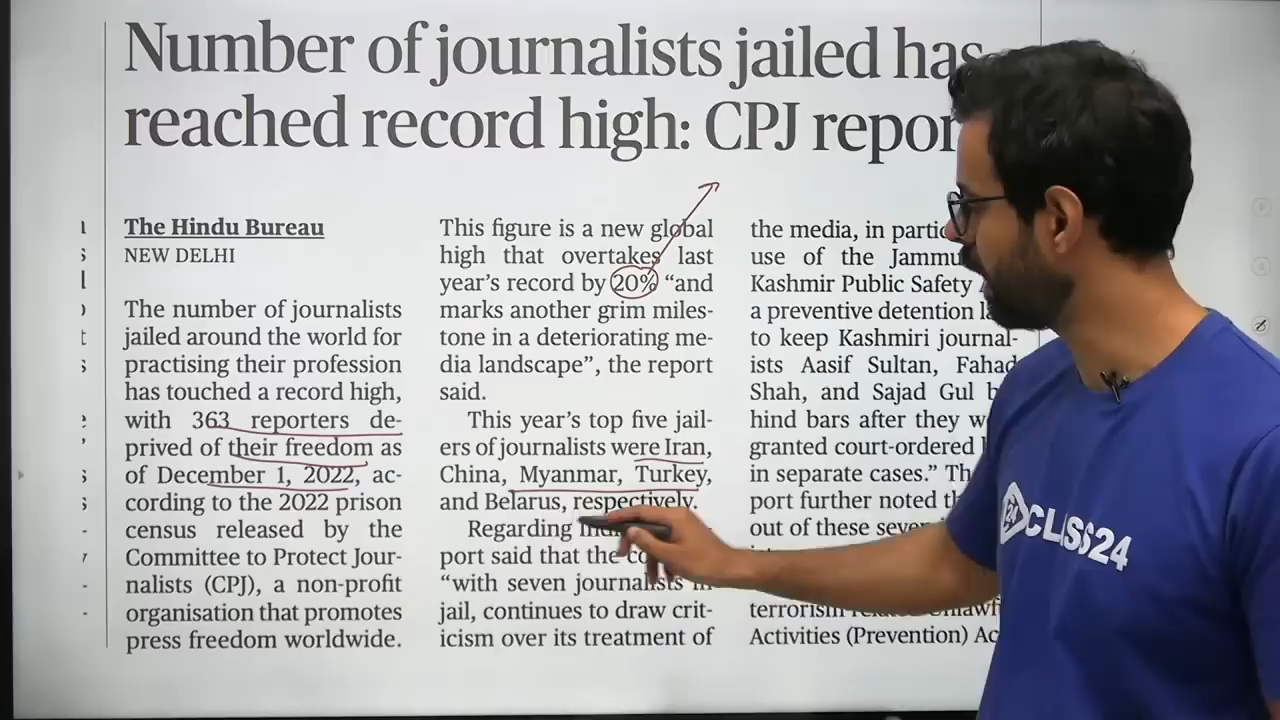 Number of journalists jailed has
reached record high: CPJ repor
The Hindu Bureau
NEW DELHI
The number of journalists
jailed around the world for
practising their profession
has touched a record high,
with 363 reporters de-
prived of their freedom as
of December 1, 2022, ac-
cording to the 2022 prison
census released by the
Committee to Protect Jour-
nalists (CPJ), a non-profit
organisation that promotes
press freedom worldwide.
This figure is a new global
high that overtakes last
year's record by 20% “and
marks another grim miles-
tone in a deteriorating me-
dia landscape”, the report
said.
This year's top five jail-
ers of journalists were Iran,
China, Myanmar, Turkey,
and Belarus, respectively.
Regarding
port said that the
“with seven journalists in
jail, continues to draw crit-
icism over its treatment of
the media, in partic
use of the Jammu
Kashmir Public Safety
a preventive detention
to keep Kashmiri journal-
ists Aasif Sultan, Fahad
Shah, and Sajad Gul
hind bars after they
granted court-ordered
in separate cases.”
port further noted
out of these
terrorism
Activities (Prevention)
24 CLASS24